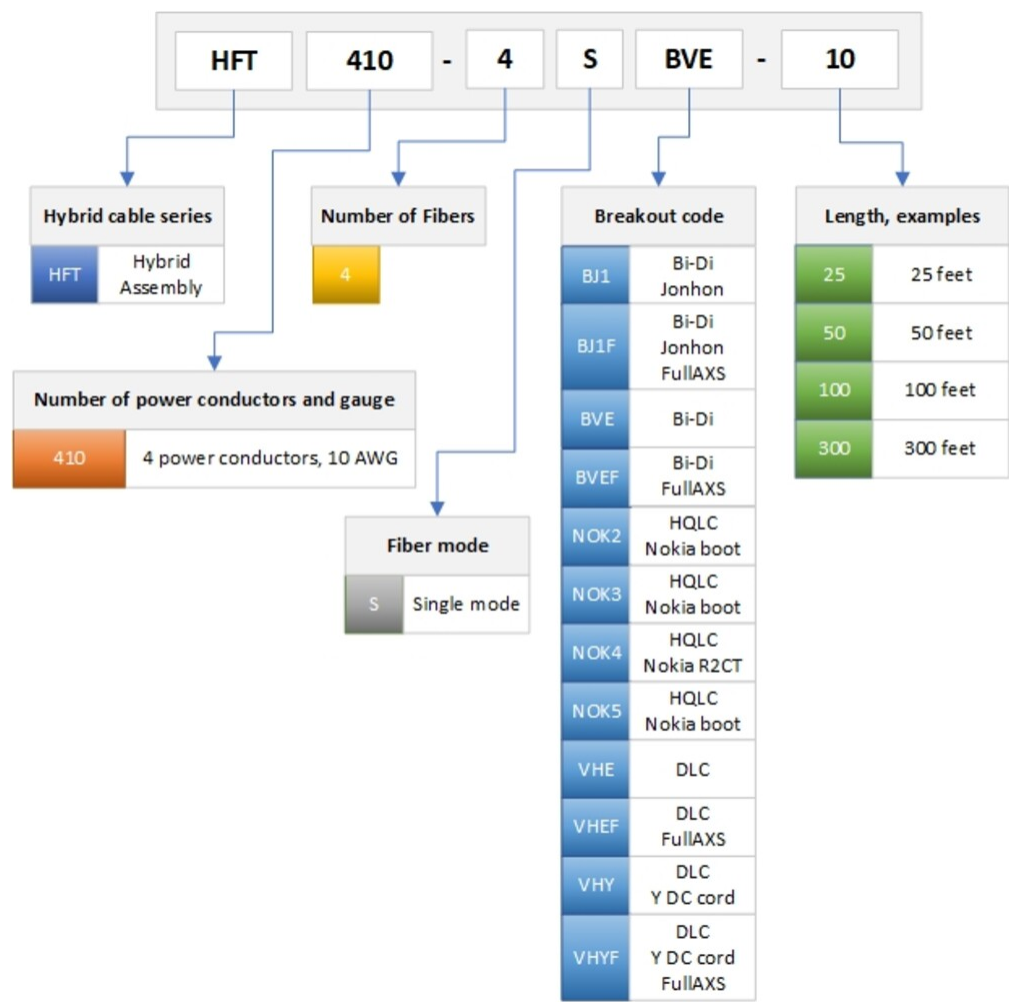 HFT 410 - 4 S BVE - 10
Hybrid cable series
HFT
Hybrid
Assembly
Number of Fibers
4
Number of power conductors and gauge
410
4 power conductors, 10 AWG
Fiber mode
S
Single mode
Breakout code
BJ1
Bi-Di
Jonhon
BJ1F
Bi-Di
Jonhon
FullAXS
BVE
Bi-Di
BVEF
Bi-Di
FullAXS
NOK2
HQLC
Nokia boot
NOK3
HQLC
Nokia boot
NOK4
HQLC
Nokia R2CT
NOK5
HQLC
Nokia boot
VHE
DLC
VHEF
DLC
FullAXS
VHY
DLC
Y DC cord
VHYF
DLC
Y DC cord
FullAXS
Length, examples
25
25 feet
50
50 feet
100
100 feet
300
300 feet